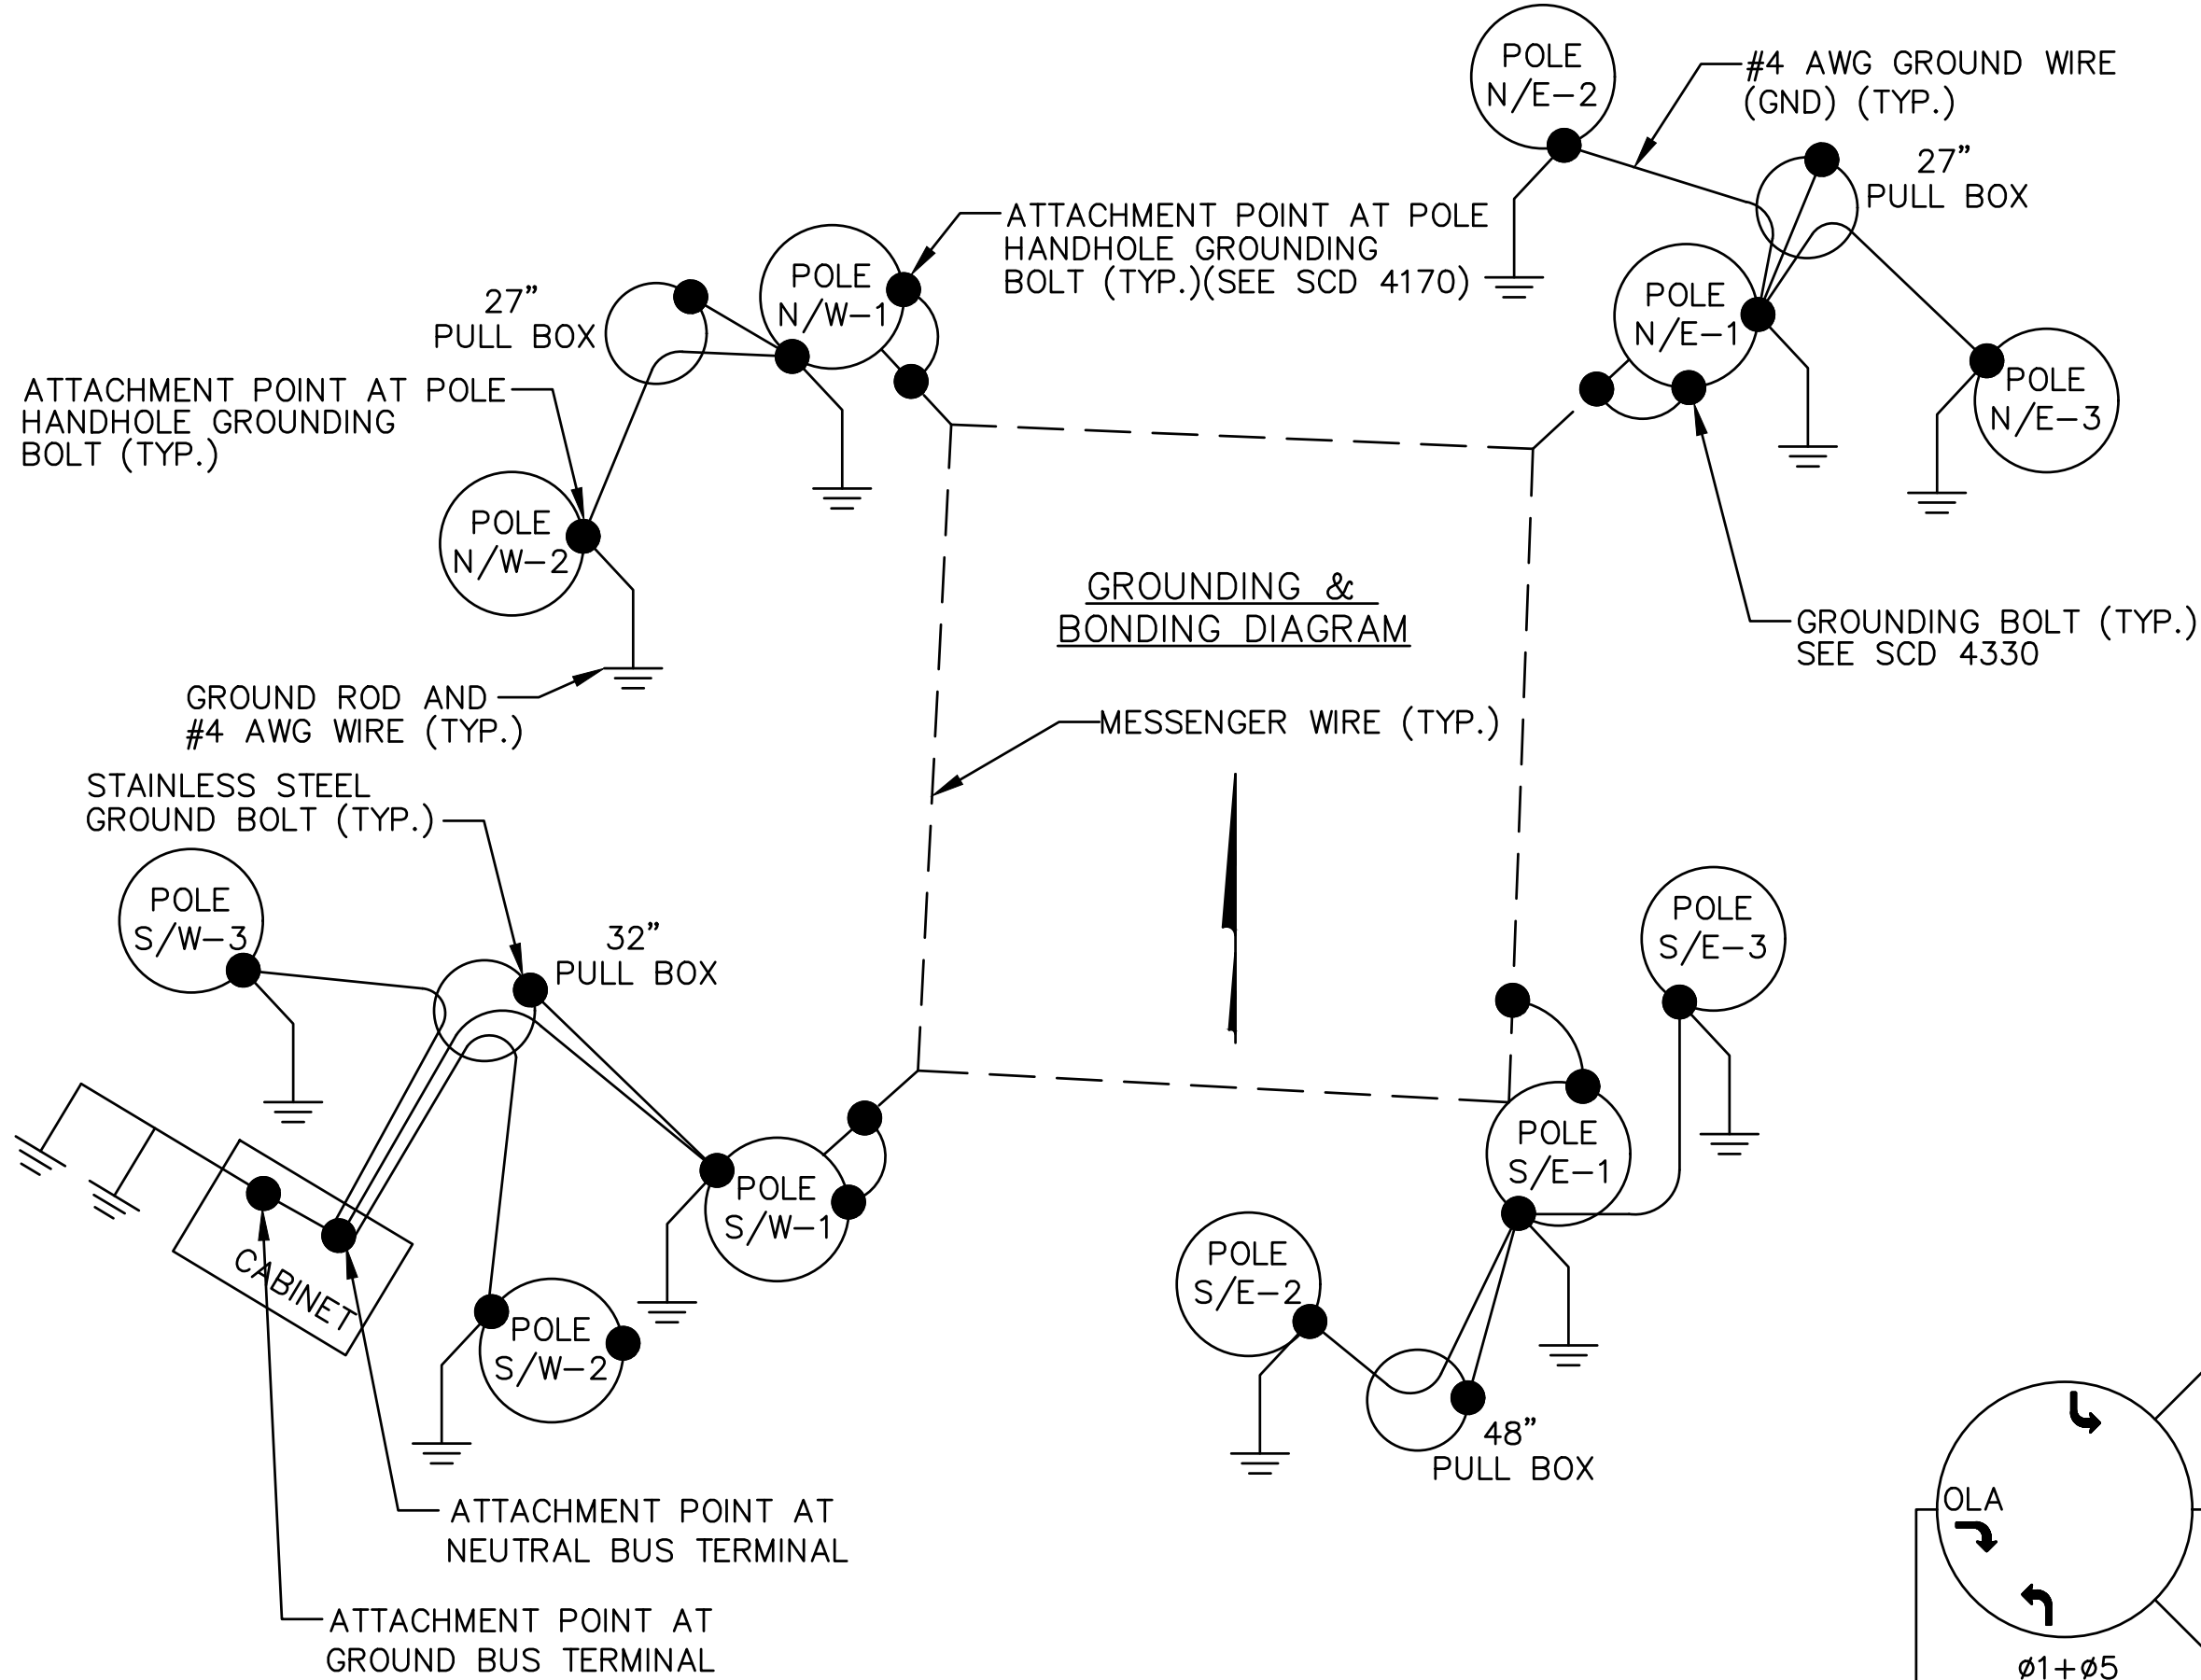 POLE
N/E-2
#4 AWG GROUND WIRE
(GND) (TYP.)
27"
PULL BOX
ATTACHMENT POINT AT POLE
HANDHOLE GROUNDING
BOLT (TYP.)(SEE SCD 4170)
POLE
N/W-1
27"
PULL BOX
POLE
N/E-1
POLE
N/E-3
ATTACHMENT POINT AT POLE
HANDHOLE GROUNDING
BOLT (TYP.)
POLE
N/W-2
GROUNDING &
BONDING DIAGRAM
GROUNDING BOLT (TYP.)
SEE SCD 4330
GROUND ROD AND
#4 AWG WIRE (TYP.)
MESSENGER WIRE (TYP.)
STAINLESS STEEL
GROUND BOLT (TYP.)
POLE
S/W-3
32"
PULL BOX
POLE
S/E-3
POLE
S/E-1
POLE
S/W-1
CABINET
POLE
S/W-2
POLE
S/E-2
48"
PULL BOX
ATTACHMENT POINT AT
NEUTRAL BUS TERMINAL
ATTACHMENT POINT AT
GROUND BUS TERMINAL
OLA
ø1+ø5